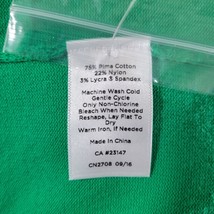 75% Pima Cotton
22% Nylon
3% Lycra ® Spandex
Machine Wash Cold
Gentle Cycle
Only Non-Chlorine
Bleach When Needed
Reshape, Lay Flat To
Dry
Warm Iron, If Needed
Made In China
CA #23147
CN2708 09/16